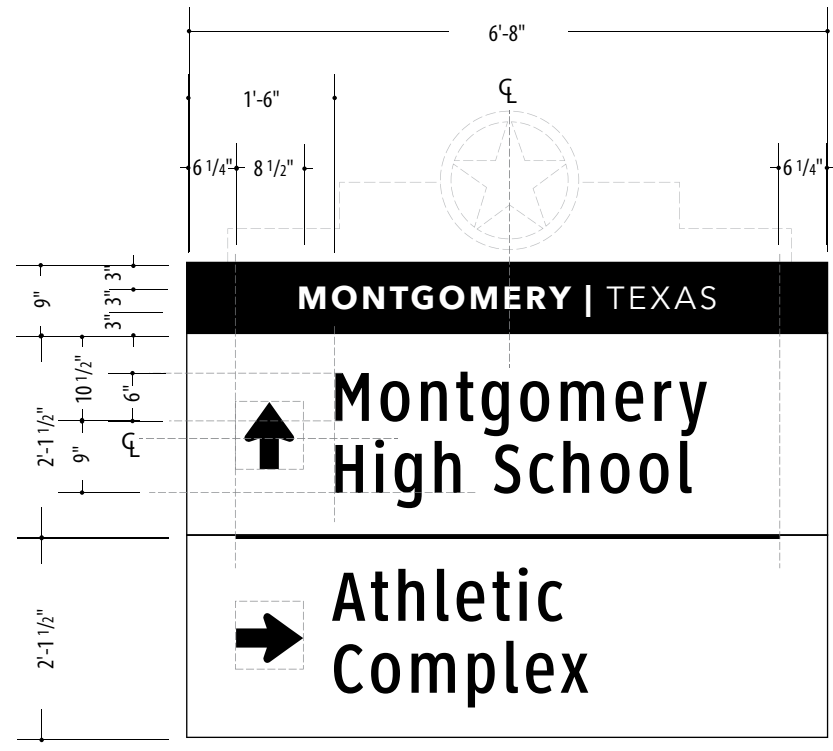 6'-8"
1'-6"
℄
6 1/4" 8 1/2" 6 1/4"
3"
9" 3"
3"
MONTGOMERY | TEXAS
10 1/2" 6"
Montgomery
2'-1 1/2" 9" ℄
High School
Athletic
2'-1 1/2"
Complex